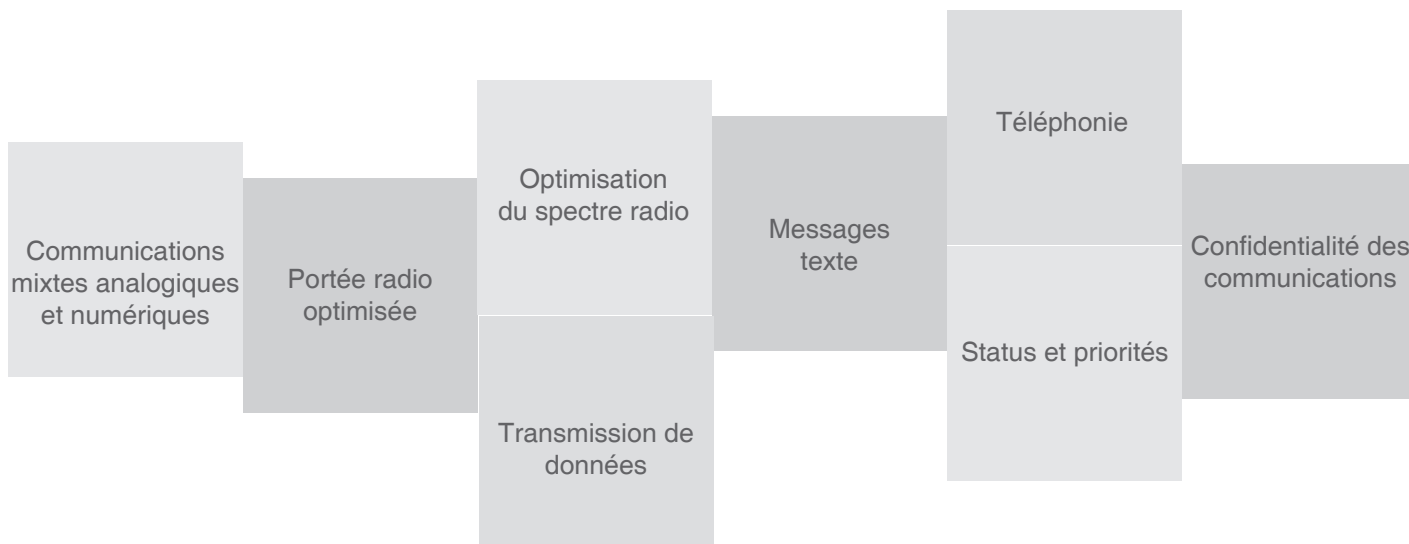 Communications
mixtes analogiques
et numériques
Portée radio
optimisée
Optimisation
du spectre radio
Transmission de
données
Messages
texte
Téléphonie
Status et priorités
Confidentialité des
communications